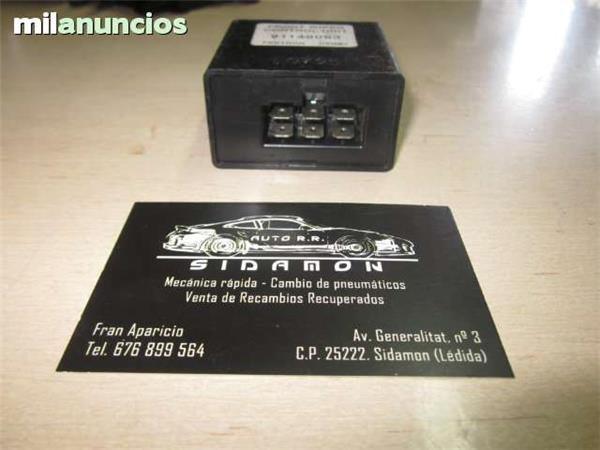 milanuncios
AUTO R.R.
SIDAMON
Mecánica rápida - Cambio de pneumáticos
Venta de Recambios Recuperados
Fran Aparicio
Tel. 676 899 564
Av. Generalitat, nº 3
C.P. 25222. Sidamon (Lédida)